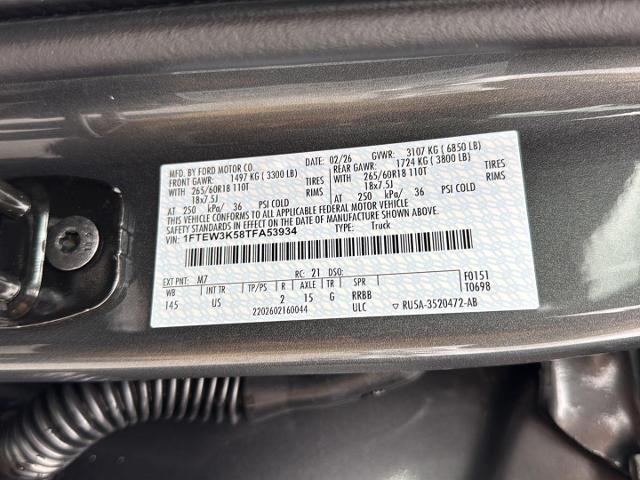 MFD. BY FORD MOTOR CO. 02/26 GVWR: 3107 KG ( 6850 LB)
FRONT GAWR: 1497 KG ( 3300 LB) REAR GAWR: 1724 KG ( 3800 LB)
265/60R18 110T TIRES 265/60R18 110T TIRES
18x7.5J RIMS 18x7.5J RIMS
AT 250 kPa/ 36 PSI COLD AT 250 kPa/ 36 PSI COLD
THIS VEHICLE CONFORMS TO ALL APPLICABLE FEDERAL MOTOR VEHICLE
SAFETY STANDARDS IN EFFECT ON THE DATE OF MANUFACTURE SHOWN ABOVE.
VIN: 1FTEW3K58TFA53934 TYPE: Truck
EXT PNT: M7 RC: 21 DSO: F0151
WB INT TR TP/PS R AXLE TR SPR T0698
145 US 2 15 G RRBB
2202602160044 ULC ▽ RU5A-3520472-AB